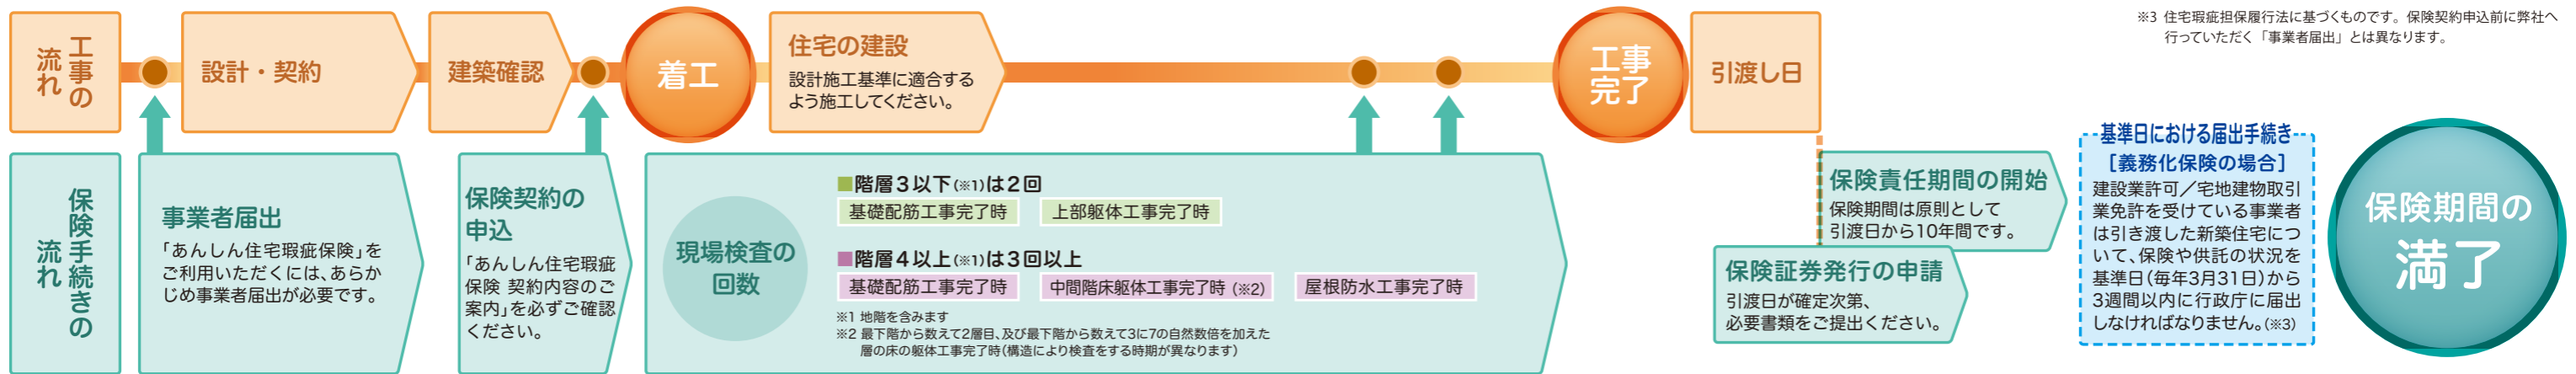 工事の
流れ
設計・契約
建築確認
着工
住宅の建設
設計施工基準に適合する
よう施工してください。
工事
完了
引渡し日
※3 住宅瑕疵担保履行法に基づくものです。保険契約申込前に弊社へ
行っていただく「事業者届出」とは異なります。
保険手続きの
流れ
事業者届出
「あんしん住宅瑕疵保険」を
ご利用いただくには、あらか
じめ事業者届出が必要です。
保険契約の
申込
「あんしん住宅瑕疵
保険 契約内容のご
案内」を必ずご確認
ください。
現場検査の
回数
■階層3以下(※1)は2回
基礎配筋工事完了時
上部躯体工事完了時
■階層4以上(※1)は3回以上
基礎配筋工事完了時
中間階床躯体工事完了時(※2)
屋根防水工事完了時
※1 地階を含みます
※2 最下階から数えて2層目、及び最下階から数えて3に7の自然数倍を加えた
層の床の躯体工事完了時(構造により検査をする時期が異なります)
保険責任期間の開始
保険期間は原則として
引渡日から10年間です。
保険証券発行の申請
引渡日が確定次第、
必要書類をご提出ください。
基準日における届出手続き
[義務化保険の場合]
建設業許可/宅地建物取引
業免許を受けている事業者
は引き渡した新築住宅につ
いて、保険や供託の状況を
基準日(毎年3月31日)から
3週間以内に行政庁に届出
しなければなりません。(※3)
保険期間の
満了